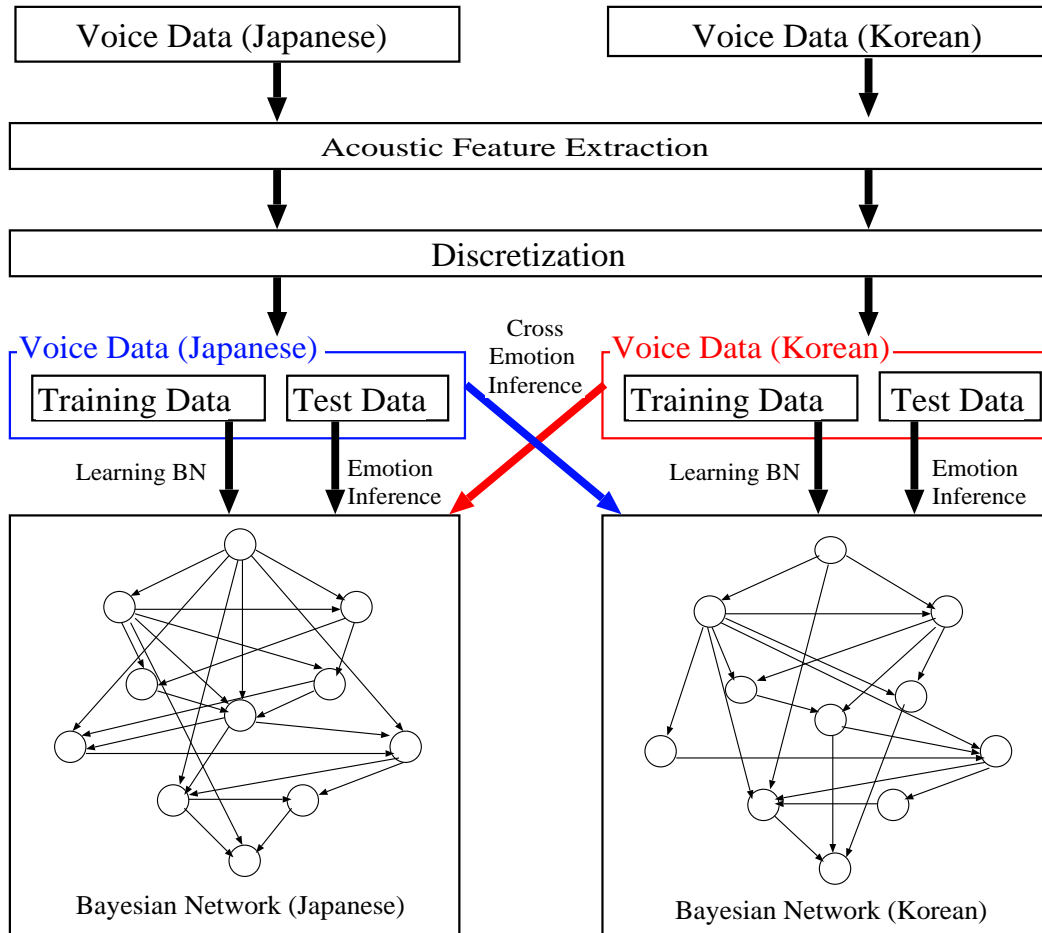 Voice Data (Japanese)
Voice Data (Korean)
Acoustic Feature Extraction
Discretization
Cross
Emotion
Inference
Voice Data (Japanese)
Training Data
Test Data
Voice Data (Korean)
Training Data
Test Data
Learning BN
Emotion
Inference
Learning BN
Emotion
Inference
Bayesian Network (Japanese)
Bayesian Network (Korean)